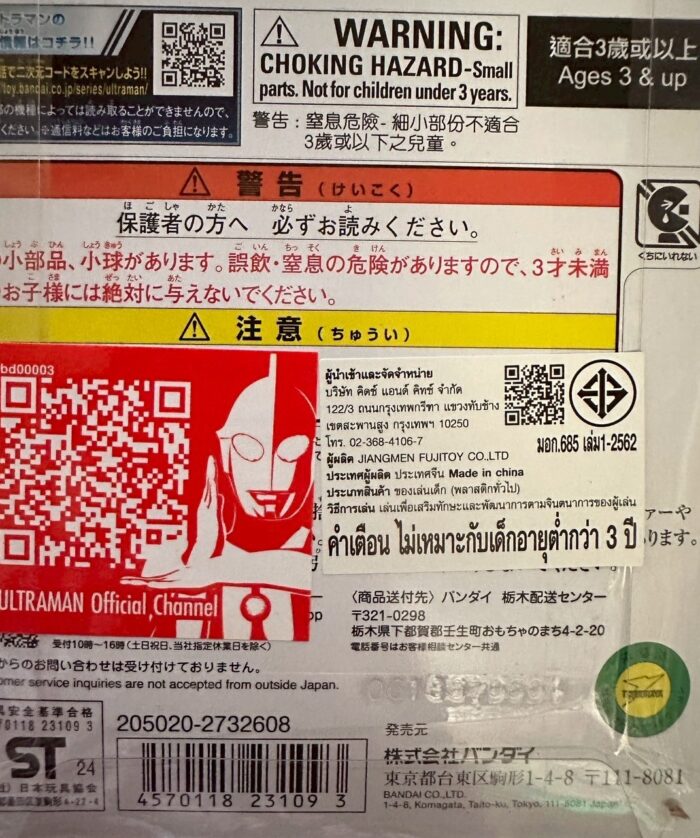 トラマンの
情報はコチラ!!
話で二次元コードをスキャンしよう!!
toy.bandai.co.jp/series/ultraman/
部の機種によっては読み取ることができませんので、
ください。※通信料などはお客様のご負担になります。
WARNING:
CHOKING HAZARD-Small
parts. Not for children under 3 years.
警告：窒息危險- 細小部份不適合
3歲或以下之兒童。
適合3歲或以上
Ages 3 & up
警告（けいこく）
保護者の方へ 必ずお読みください。
小部品、小球があります。誤飲・窒息の危険がありますので、3才未満
お子様には絶対に与えないでください。
くちにいれない
注意（ちゅうい）
bd00003
ULTRAMAN Official Channel
ผู้นำเข้าและจัดจำหน่าย
บริษัท คิดซ์ แอนด์ คิทซ์ จำกัด
122/3 ถนนกรุงเทพกรีฑา แขวงทับช้าง
เขตสะพานสูง กรุงเทพฯ 10250
โทร. 02-368-4106-7
มอก.685 เล่ม1-2562
ผู้ผลิต JIANGMEN FUJITOY CO.,LTD
ประเทศผู้ผลิต ประเทศจีน Made in china
ประเภทสินค้า ของเล่นเด็ก (พลาสติกทั่วไป)
วิธีการเล่น เล่นเพื่อเสริมทักษะและพัฒนาการตามจินตนาการของผู้เล่น
คำเตือน ไม่เหมาะกับเด็กอายุต่ำกว่า 3 ปี
ァーや
ります。
〈商品送付先〉バンダイ 栃木配送センター
〒321-0298
栃木県下都賀郡壬生町おもちゃのまち4-2-20
電話番号はお客様相談センター共通
受付10時〜16時(土日祝日、当社指定休業日を除く)
からのお問い合わせは受け付けておりません。
omer service inquiries are not accepted from outside Japan.
具安全基準合格
70118 23109 3
ST 24
社）日本玩具協会
205020-2732608
4570118 231093
発売元
株式会社バンダイ
東京都台東区駒形1-4-8 〒111-8081
BANDAI CO.,LTD.
1-4-8, Komagata, Taito-ku, Tokyo, 111-8081 Japan